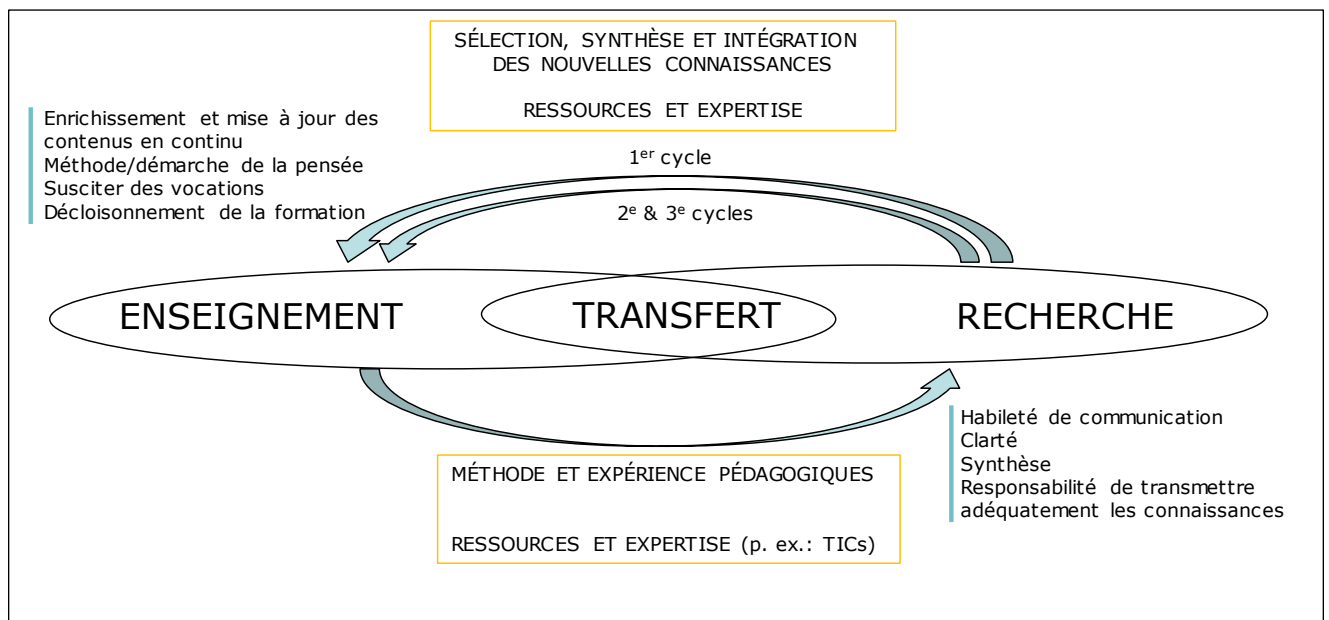 SÉLECTION, SYNTHÈSE ET INTÉGRATION
DES NOUVELLES CONNAISSANCES
RESSOURCES ET EXPERTISE
Enrichissement et mise à jour des
contenus en continu
Méthode/démarche de la pensée
Susciter des vocations
Décloisonnement de la formation
1er cycle
2e & 3e cycles
ENSEIGNEMENT
TRANSFERT
RECHERCHE
Habileté de communication
Clarté
Synthèse
Responsabilité de transmettre
adéquatement les connaissances
MÉTHODE ET EXPÉRIENCE PÉDAGOGIQUES
RESSOURCES ET EXPERTISE (p. ex.: TICs)